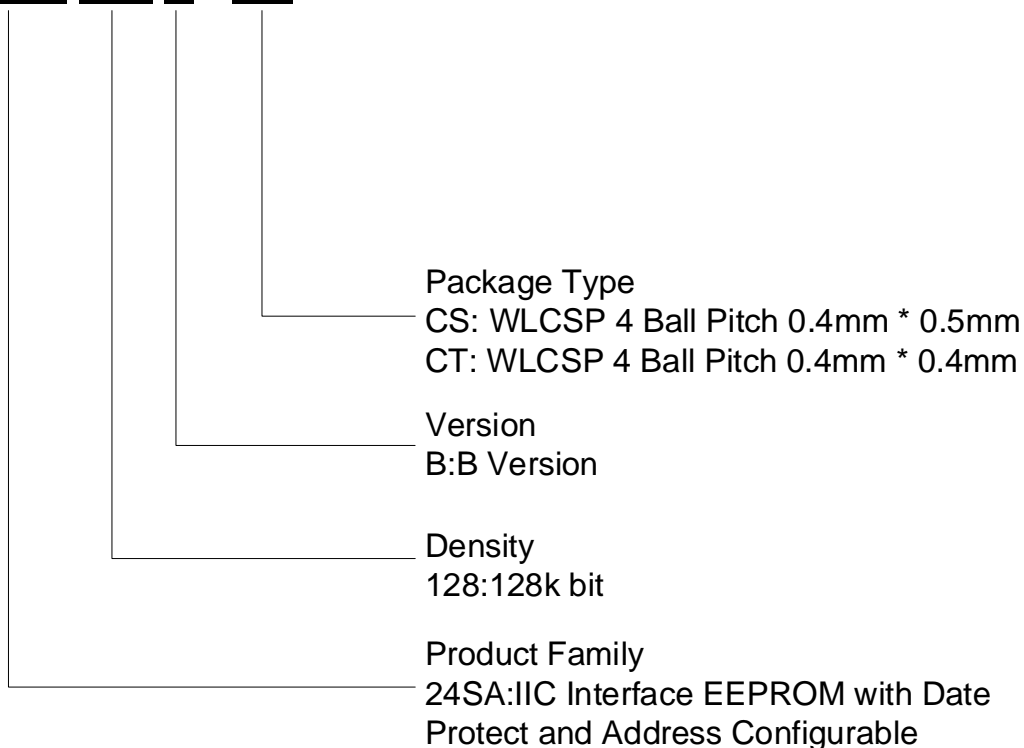 Package Type
CS: WLCSP 4 Ball Pitch 0.4mm * 0.5mm
CT: WLCSP 4 Ball Pitch 0.4mm * 0.4mm
Version
B:B Version
Density
128:128k bit
Product Family
24SA:IIC Interface EEPROM with Date
Protect and Address Configurable